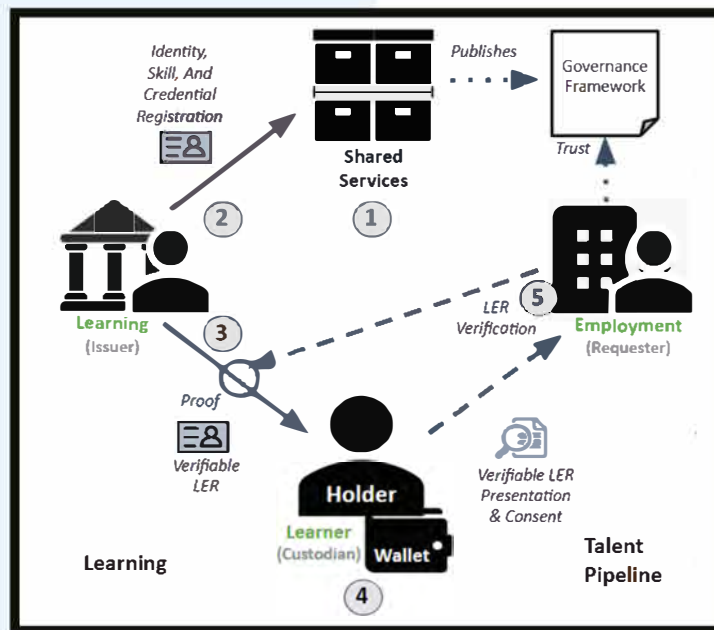 Identity,
Skill, And
Credential
Registration
Publishes
Governance
Framework
Trust
Shared
Services
1
2
Learning
(Issuer)
3
5
LER
Verification
Employment
(Requester)
Proof
Verifiable
LER
Holder
Learner
(Custodian)
Wallet
4
Verifiable LER
Presentation
& Consent
Learning
Talent
Pipeline